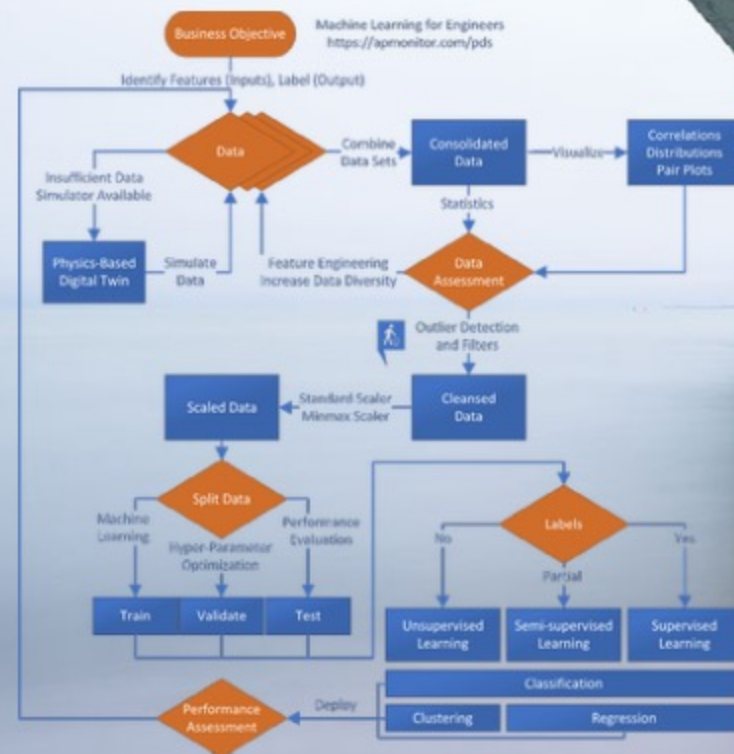 Business Objective
Machine Learning for Engineers
https://apmonitor.com/pds
Identify Features (Inputs), Label (Output)
Data
Combine
Data Sets
Consolidated
Data
Visualize
Correlations
Distributions
Pair Plots
Insufficient Data
Simulator Available
Statistics
Physics-Based
Digital Twin
Simulate
Data
Feature Engineering
Increase Data Diversity
Data
Assessment
Outlier Detection
and Filters
Scaled Data
Standard Scaler
Minmax Scaler
Cleansed
Data
Split Data
Machine
Learning
Hyper-Parameter
Optimization
Performance
Evaluation
Labels
No
Partial
Yes
Train
Validate
Test
Unsupervised
Learning
Semi-supervised
Learning
Supervised
Learning
Classification
Performance
Assessment
Deploy
Clustering
Regression